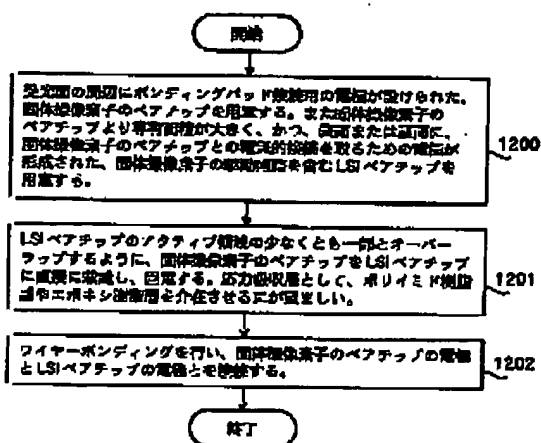 開始
受光面の周辺にボンディングパッド接続用の電極が設けられた、
固体撮像素子のベアチップを用意する。また固体撮像素子の
ベアチップより専有面積が大きく、かつ、表面または裏面に、
固体撮像素子のベアチップとの電気的接続を取るための電極が
形成された、固体撮像素子の駆動回路を含むLSIベアチップを
用意する。
1200
LSIベアチップのアクティブ領域の少なくとも一部とオーバー
ラップするように、固体撮像素子のベアチップをLSIベアチップ
に直接に載置し、固定する。応力吸収層として、ポリイミド樹脂
層やエポキシ樹脂層を介在させるのが望ましい。
1201
ワイヤーボンディングを行い、固体撮像素子のベアチップの電極
とLSIベアチップの電極とを接続する。
1202
終了